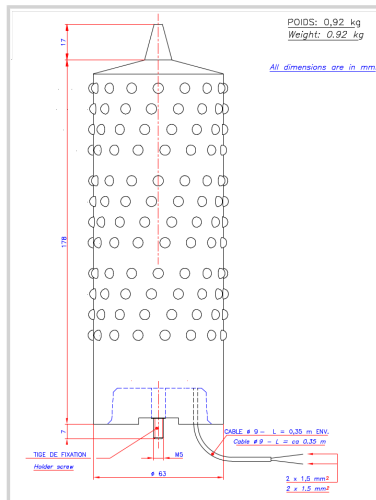 POIDS: 0,92 kg
Weight: 0.92 kg
All dimensions are in mm.
17
178
7
TIGE DE FIXATION
Holder screw
M5
ø 63
CABLE ø 9 - L = 0,35 m ENV.
Cable ø 9 - L = ca 0,35 m
2 x 1.5 mm²
2 x 1.5 mm²